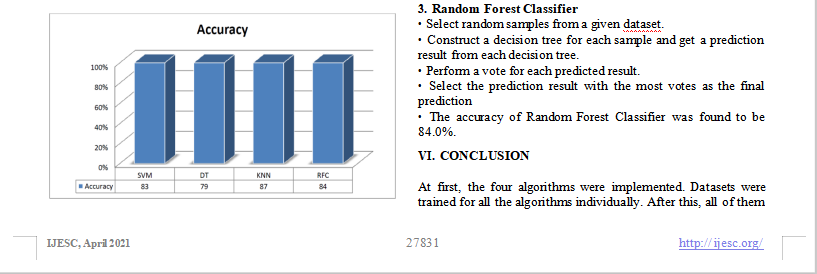 Accuracy
100%
80%
60%
40%
20%
0%
SVM DT KNN RFC
Accuracy 83 79 87 84
3. Random Forest Classifier
• Select random samples from a given dataset.
• Construct a decision tree for each sample and get a prediction
result from each decision tree.
• Perform a vote for each predicted result.
• Select the prediction result with the most votes as the final
prediction
• The accuracy of Random Forest Classifier was found to be
84.0%.
VI. CONCLUSION
At first, the four algorithms were implemented. Datasets were
trained for all the algorithms individually. After this, all of them
IJESC, April 2021 27831 http://ijesc.org/